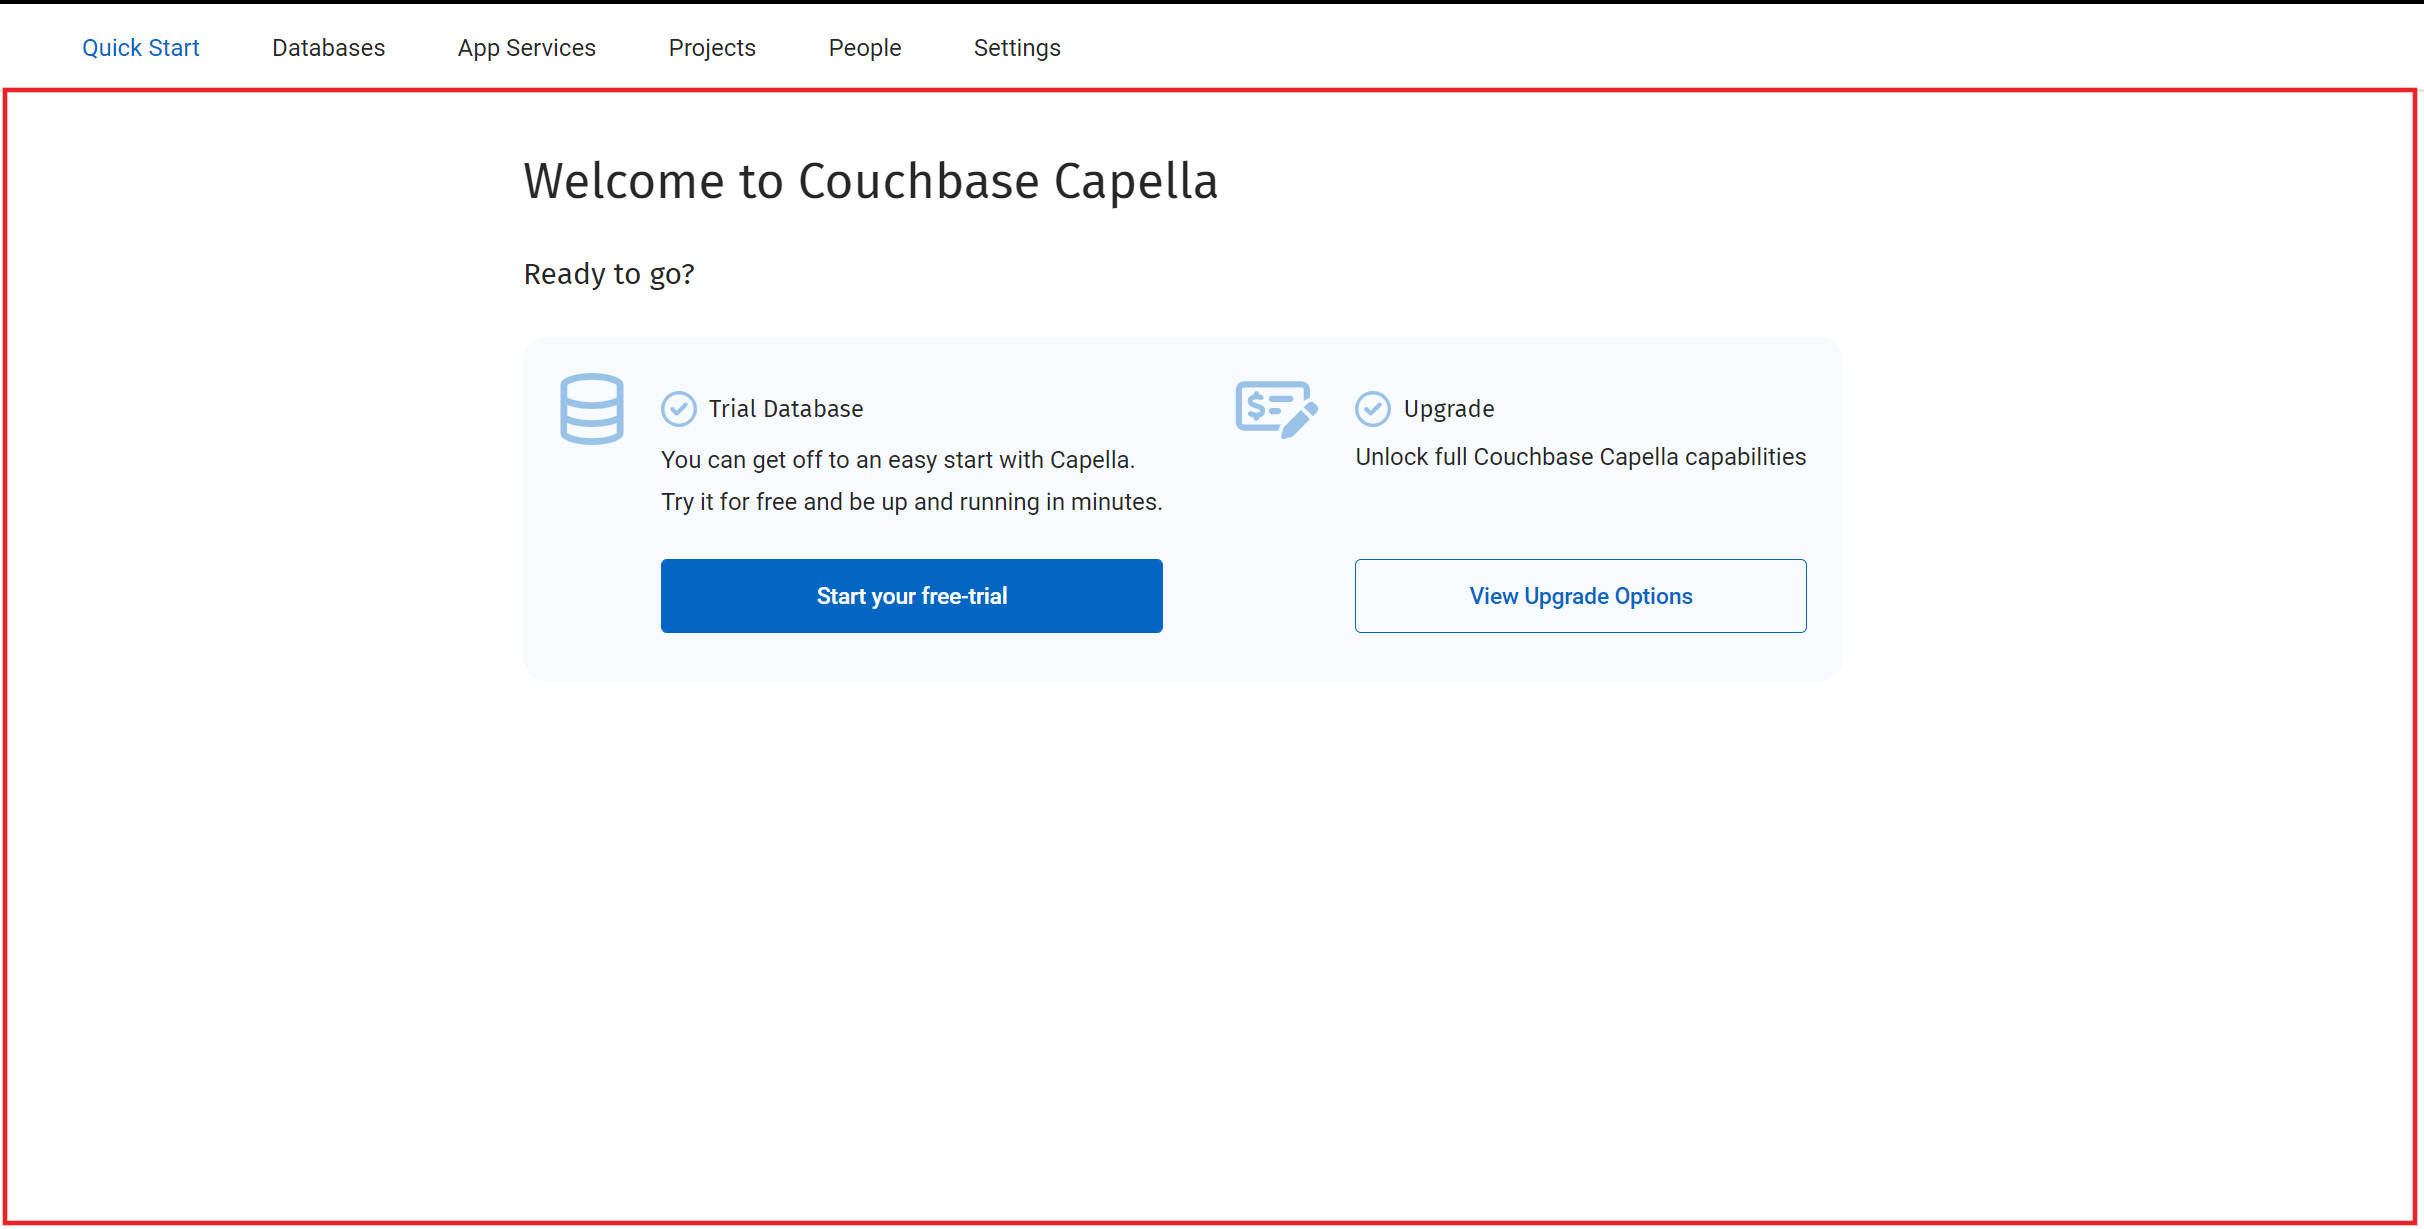 Quick Start Databases App Services Projects People Settings
Welcome to Couchbase Capella
Ready to go?
Trial Database
You can get off to an easy start with Capella.
Try it for free and be up and running in minutes.
Start your free-trial
$
Upgrade
Unlock full Couchbase Capella capabilities
View Upgrade Options